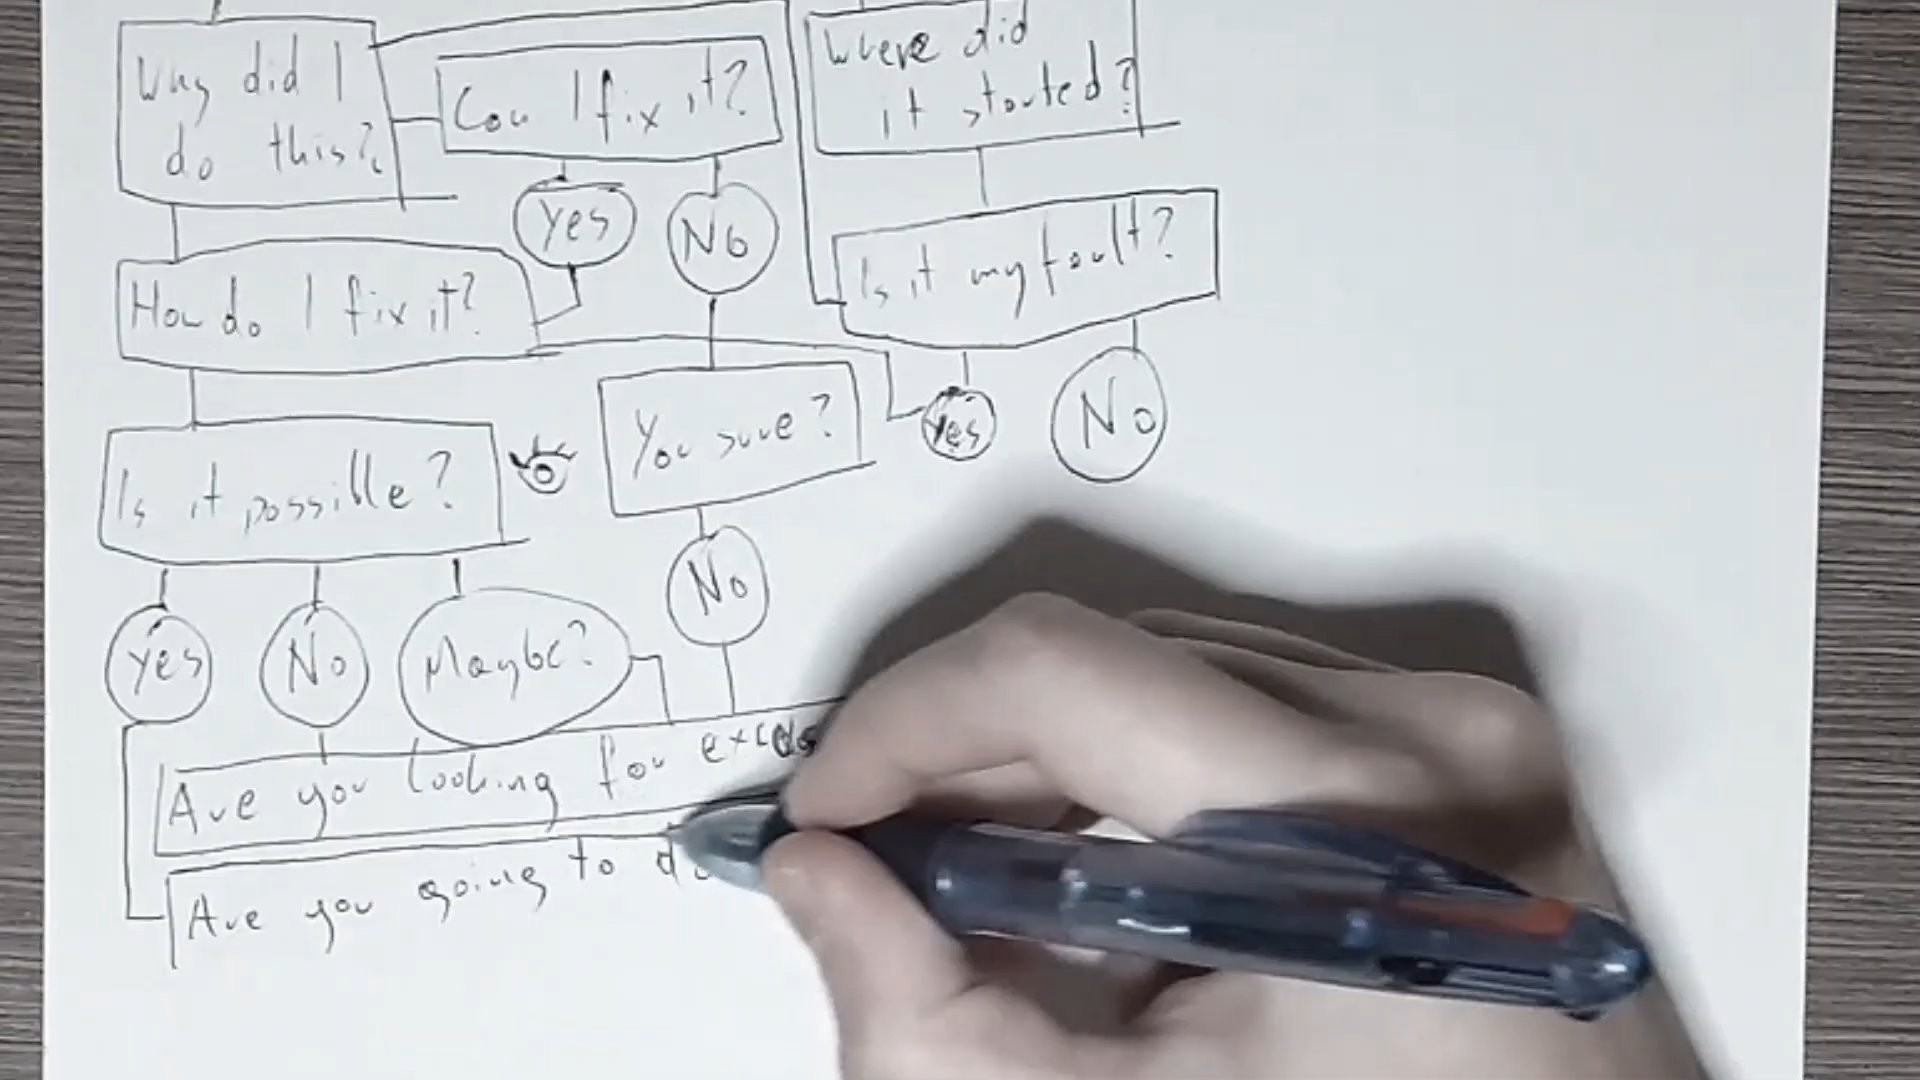 Why did I
do this?
Can I fix it?
Where did
it started?
Yes
No
Is it my fault?
How do I fix it?
Yes
No
You sure?
Is it possible?
No
Yes
No
Maybe?
Are you looking for
Are you going to